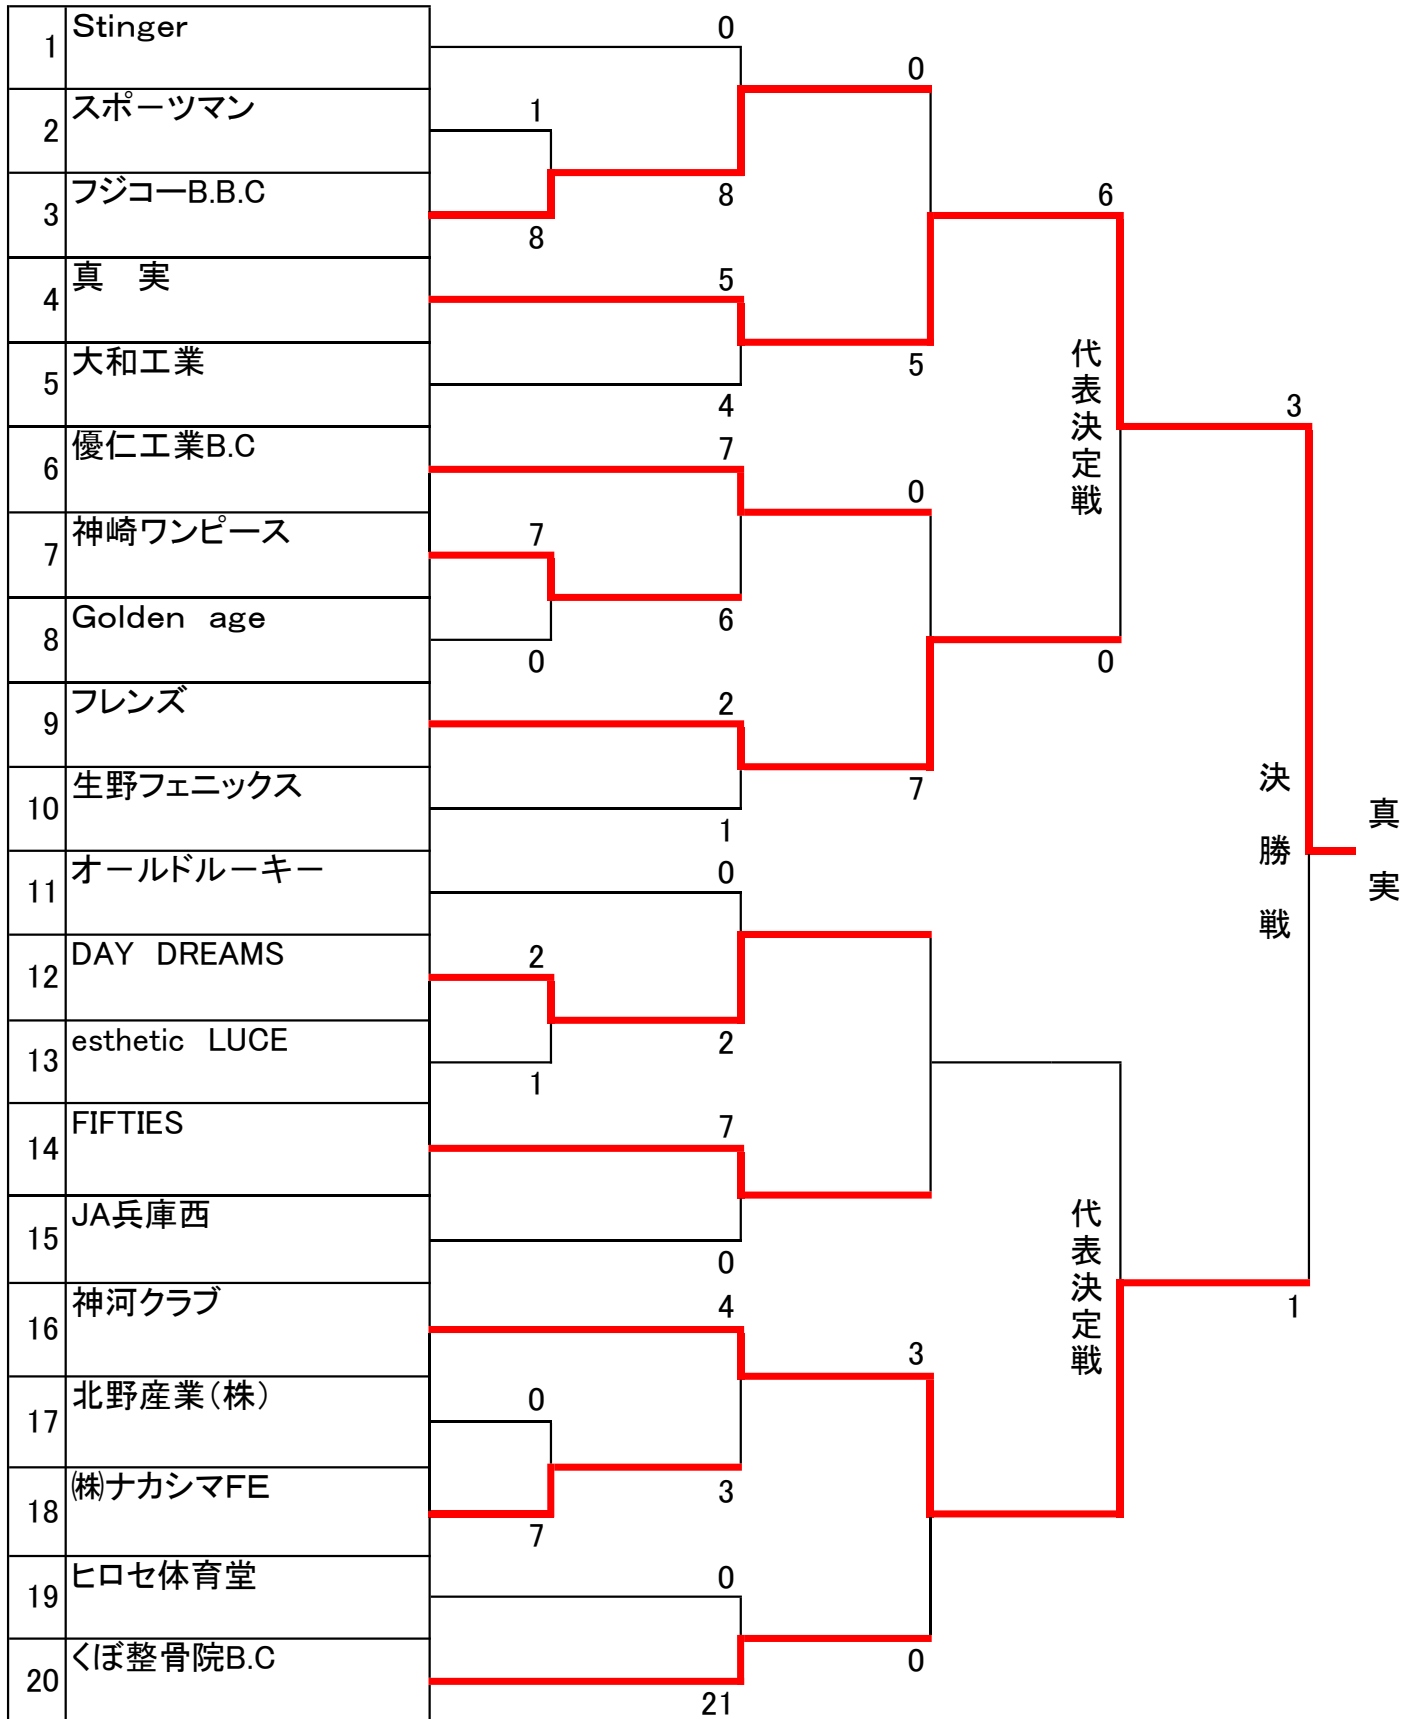 1 Stinger
2 スポーツマン
3 フジコーB.B.C
4 真　実
5 大和工業
6 優仁工業B.C
7 神崎ワンピース
8 Golden age
9 フレンズ
10 生野フェニックス
11 オールドルーキー
12 DAY DREAMS
13 esthetic LUCE
14 FIFTIES
15 JA兵庫西
16 神河クラブ
17 北野産業（株）
18 ㈱ナカシマFE
19 ヒロセ体育堂
20 くぼ整骨院B.C
1
8
7
0
2
1
0
7
0
8
5
4
7
6
2
1
0
2
7
0
4
3
0
21
0
5
0
7
3
0
6
0
代表決定戦
代表決定戦
3
1
決勝戦
真実